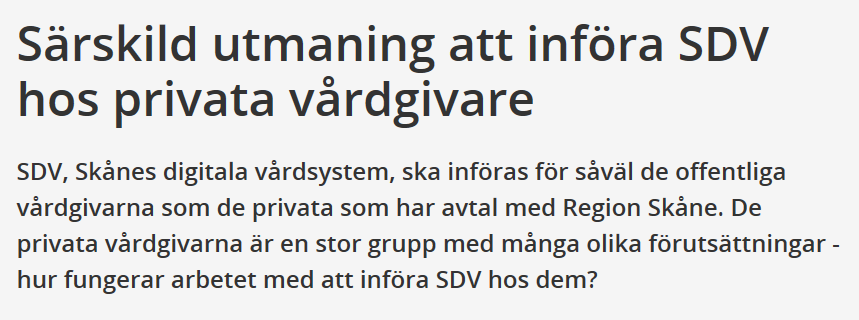 Särskild utmaning att införa SDV
hos privata vårdgivare
SDV, Skånes digitala vårdsystem, ska införas för såväl de offentliga
vårdgivarna som de privata som har avtal med Region Skåne. De
privata vårdgivarna är en stor grupp med många olika förutsättningar -
hur fungerar arbetet med att införa SDV hos dem?